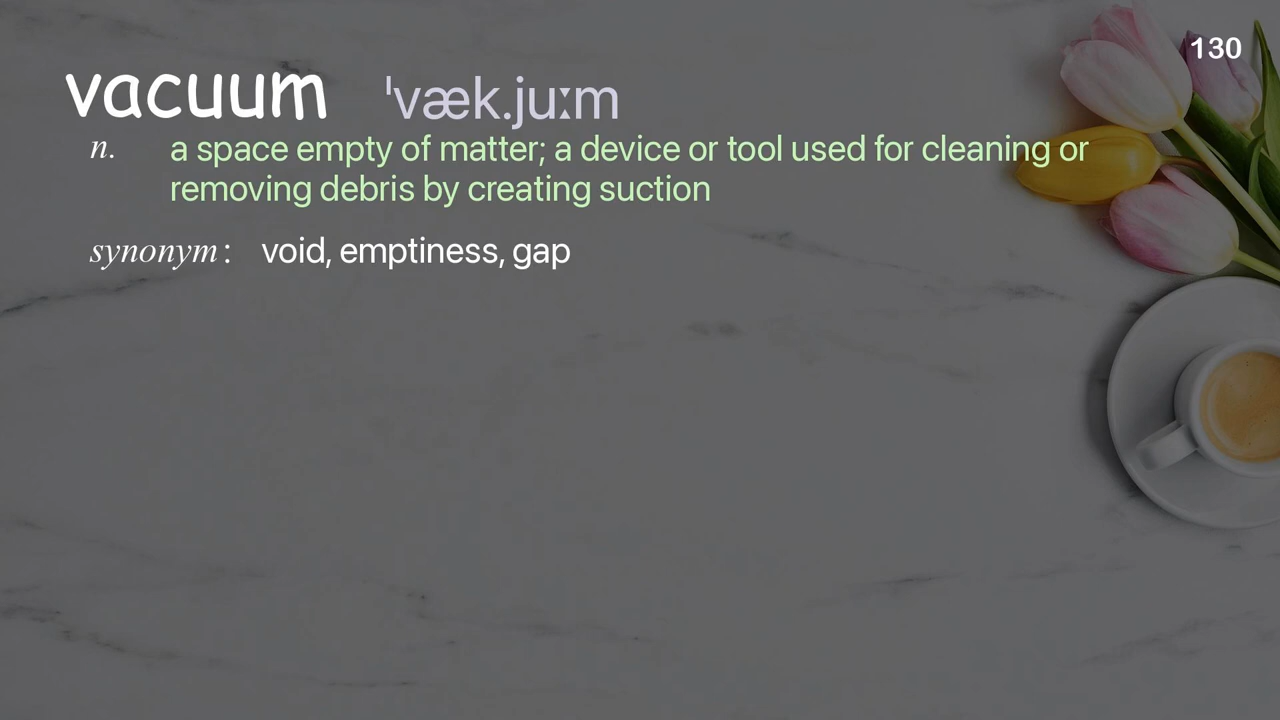 130
vacuum ˈvæk.juːm
n. a space empty of matter; a device or tool used for cleaning or
removing debris by creating suction
synonym: void, emptiness, gap